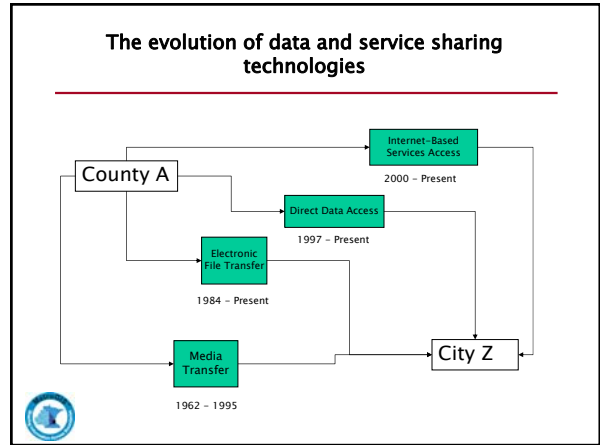 The evolution of data and service sharing
technologies
Internet-Based
Services Access
2000 – Present
County A
Direct Data Access
1997 – Present
Electronic
File Transfer
1984 – Present
City Z
Media
Transfer
1962 – 1995